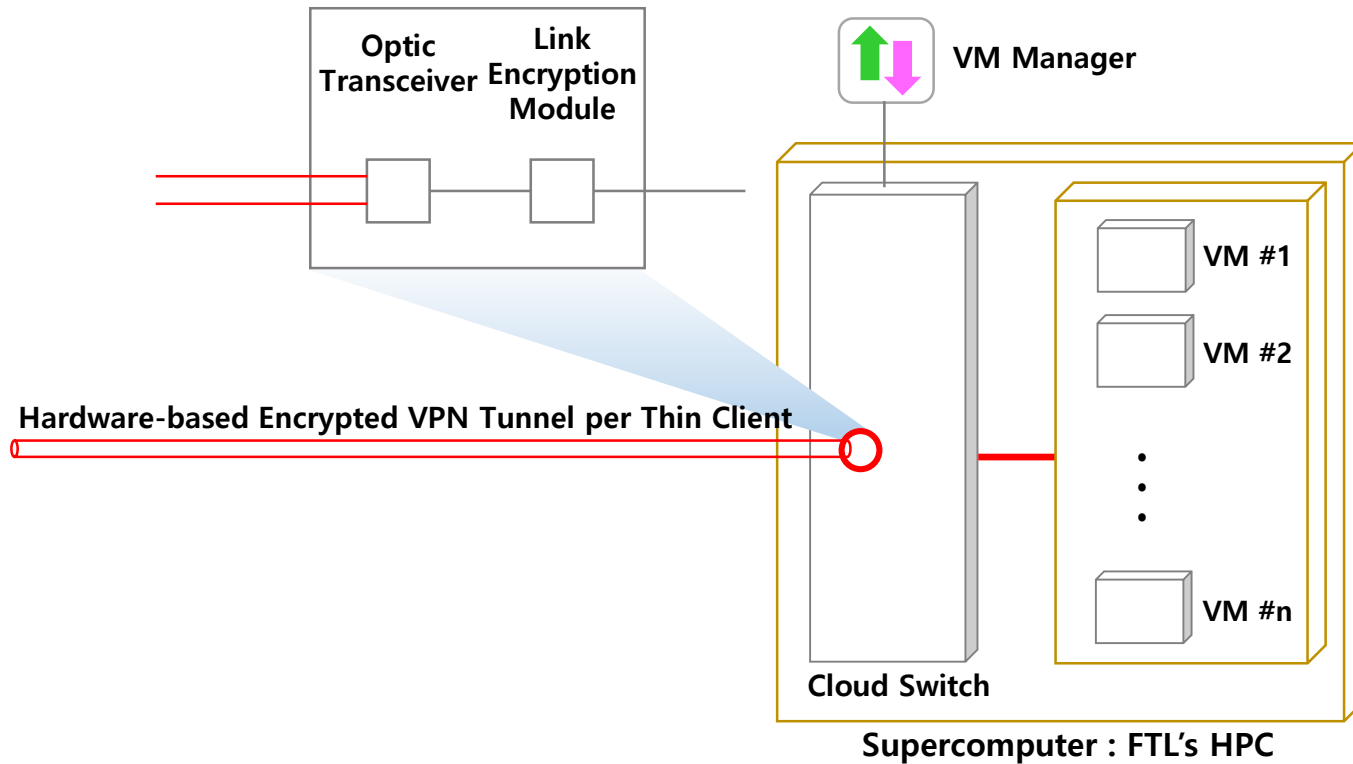 Optic
Transceiver
Link
Encryption
Module
VM Manager
VM #1
VM #2
Hardware-based Encrypted VPN Tunnel per Thin Client
VM #n
Cloud Switch
Supercomputer : FTL's HPC